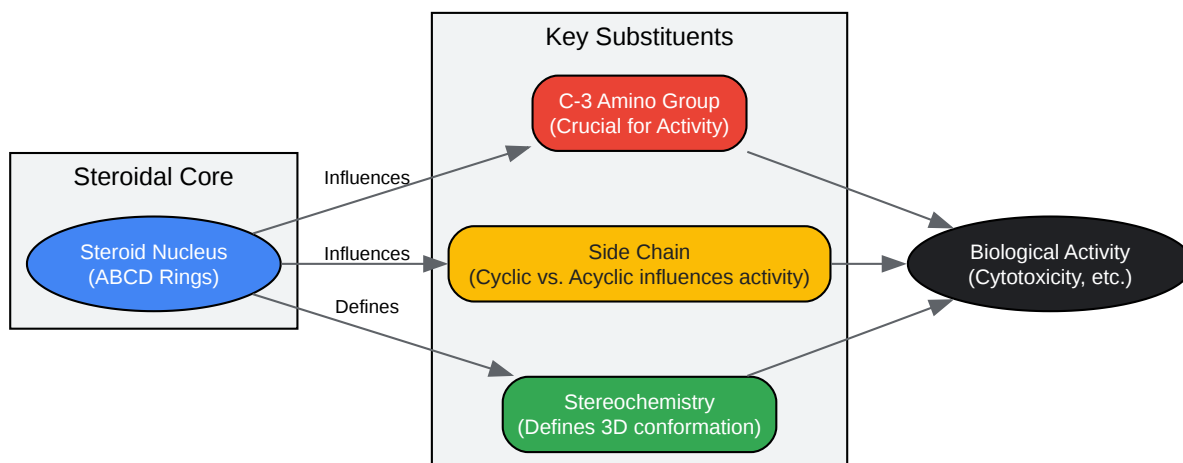 Key Substituents
C-3 Amino Group
(Crucial for Activity)
Steroidal Core
Influences
Steroid Nucleus
(ABCD Rings)
Influences
Side Chain
(Cyclic vs. Acyclic influences activity)
Biological Activity
(Cytotoxicity, etc.)
Defines
Stereochemistry
(Defines 3D conformation)